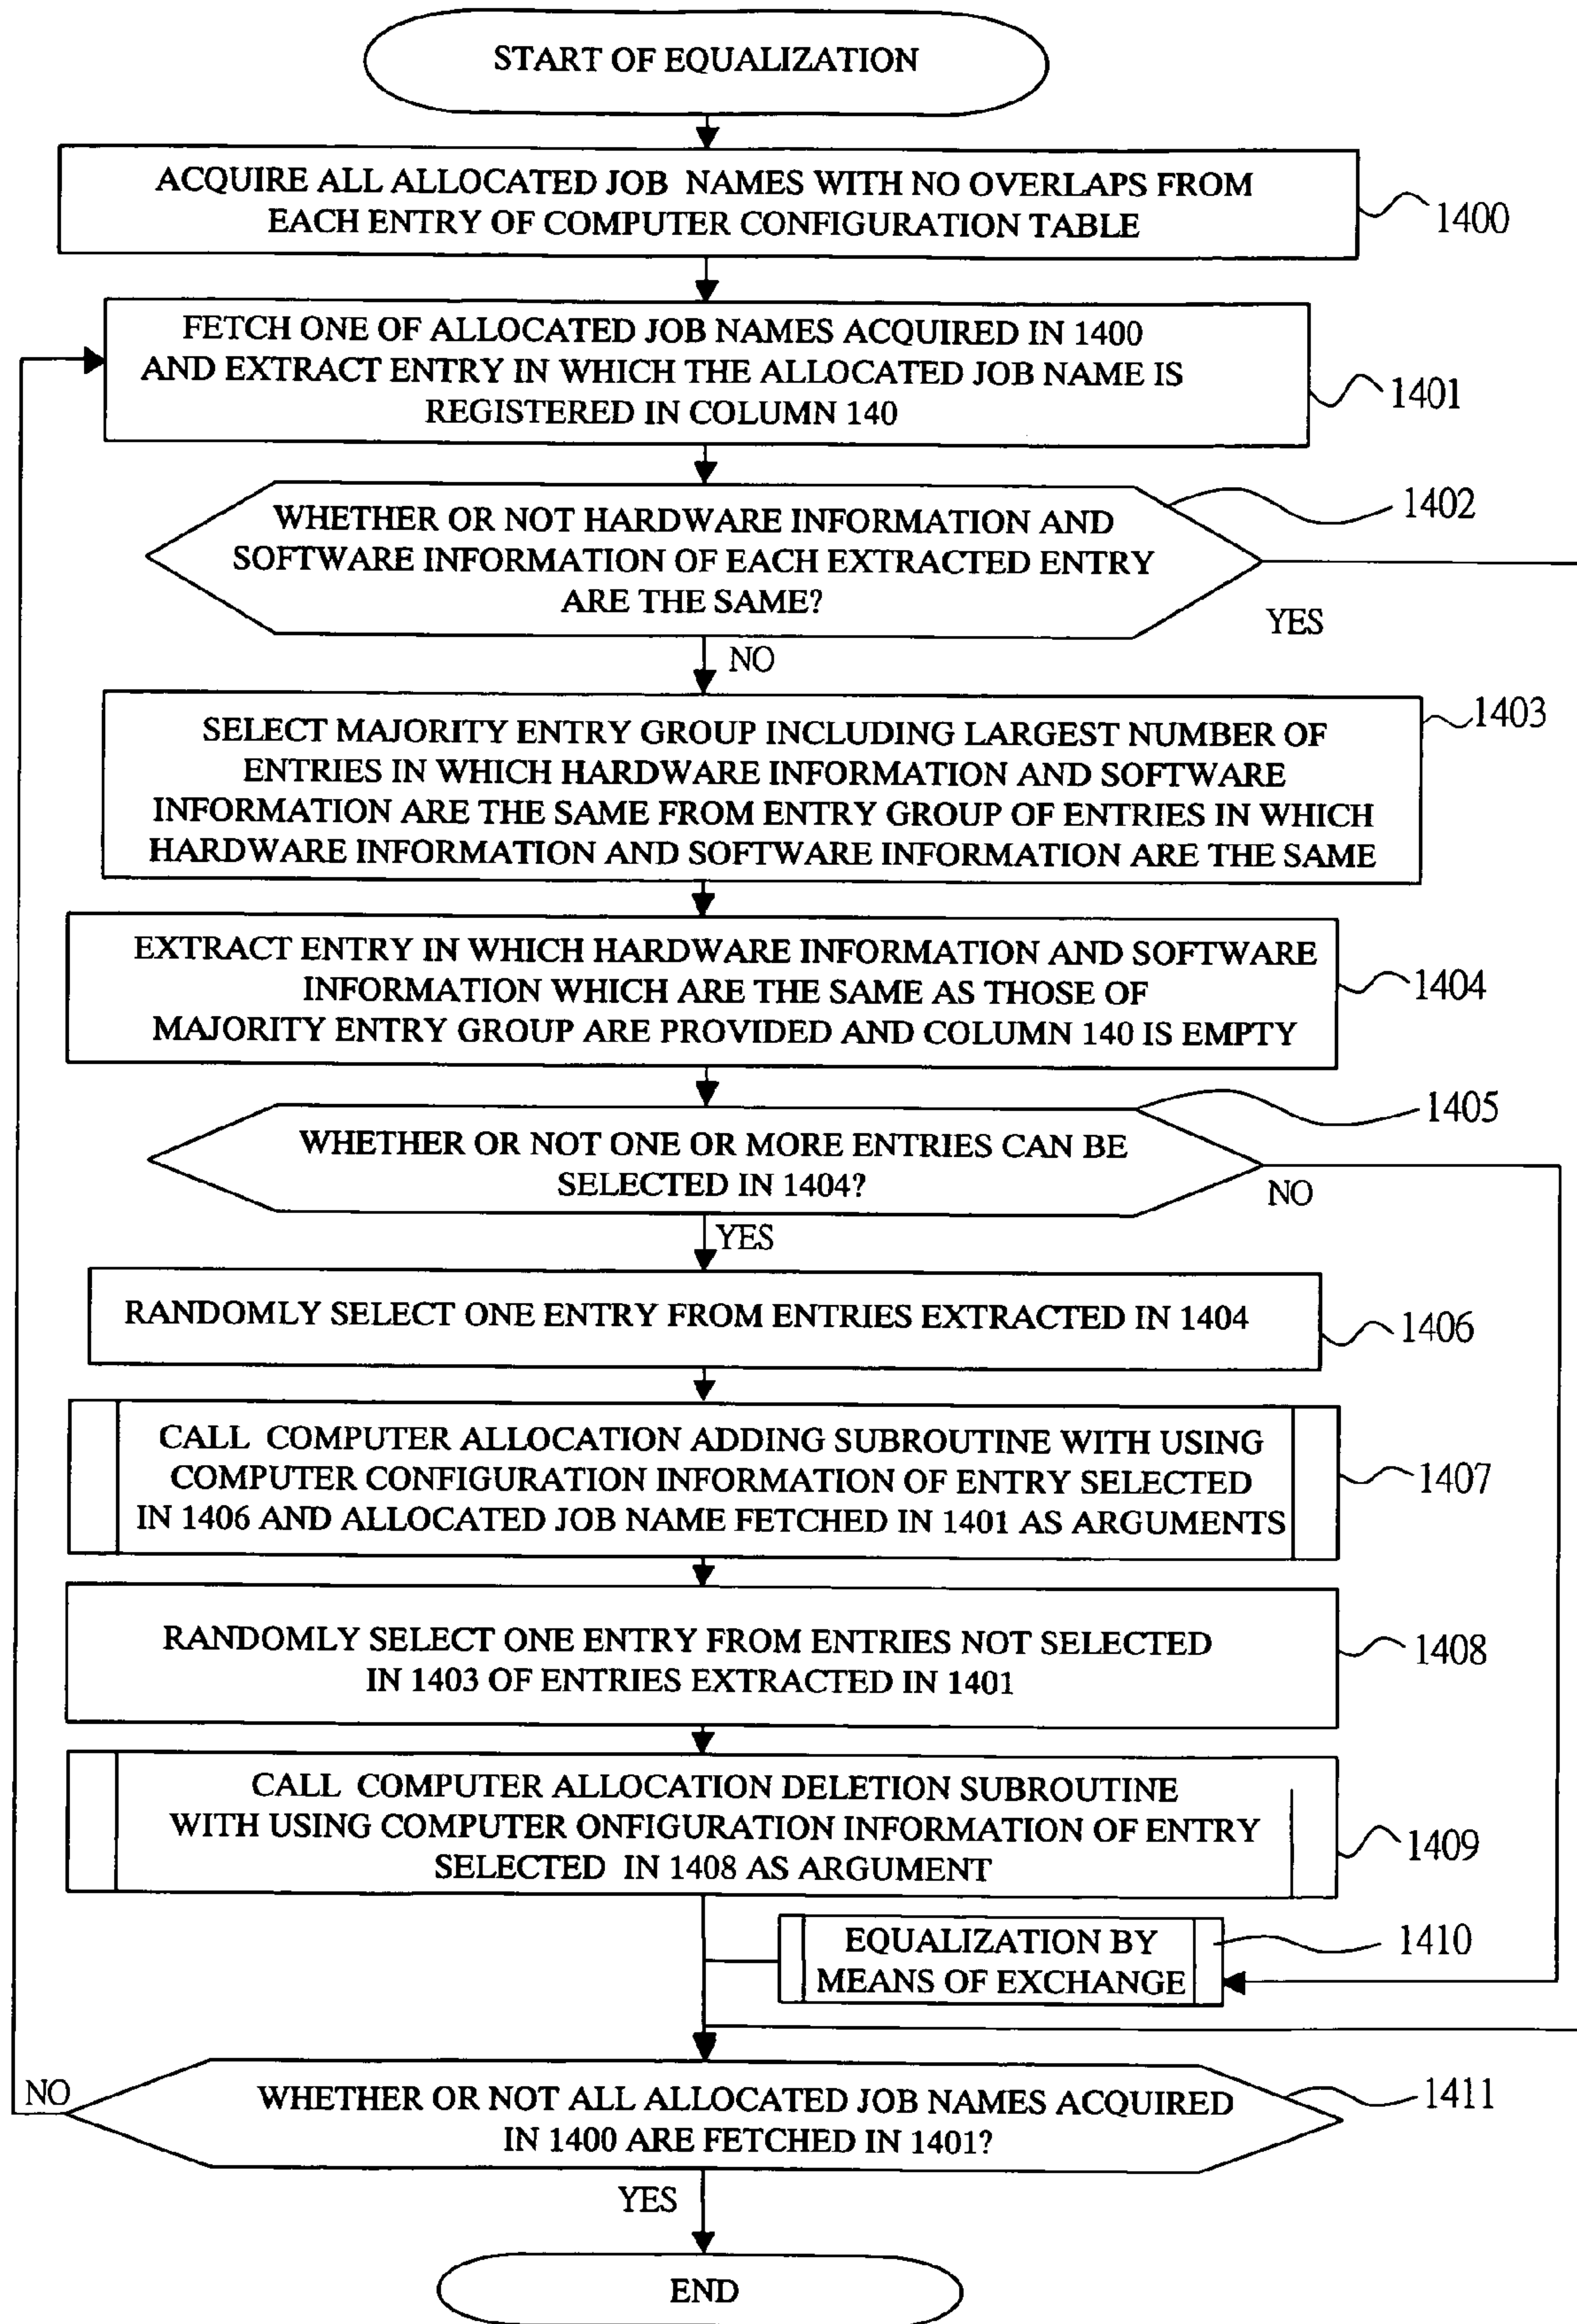 START OF EQUALIZATION
ACQUIRE ALL ALLOCATED JOB NAMES WITH NO OVERLAPS FROM
EACH ENTRY OF COMPUTER CONFIGURATION TABLE
1400
FETCH ONE OF ALLOCATED JOB NAMES ACQUIRED IN 1400
AND EXTRACT ENTRY IN WHICH THE ALLOCATED JOB NAME IS
REGISTERED IN COLUMN 140
1401
WHETHER OR NOT HARDWARE INFORMATION AND
SOFTWARE INFORMATION OF EACH EXTRACTED ENTRY
ARE THE SAME?
1402
YES
NO
SELECT MAJORITY ENTRY GROUP INCLUDING LARGEST NUMBER OF
ENTRIES IN WHICH HARDWARE INFORMATION AND SOFTWARE
INFORMATION ARE THE SAME FROM ENTRY GROUP OF ENTRIES IN WHICH
HARDWARE INFORMATION AND SOFTWARE INFORMATION ARE THE SAME
1403
EXTRACT ENTRY IN WHICH HARDWARE INFORMATION AND SOFTWARE
INFORMATION WHICH ARE THE SAME AS THOSE OF
MAJORITY ENTRY GROUP ARE PROVIDED AND COLUMN 140 IS EMPTY
1404
WHETHER OR NOT ONE OR MORE ENTRIES CAN BE
SELECTED IN 1404?
1405
NO
YES
RANDOMLY SELECT ONE ENTRY FROM ENTRIES EXTRACTED IN 1404
1406
CALL COMPUTER ALLOCATION ADDING SUBROUTINE WITH USING
COMPUTER CONFIGURATION INFORMATION OF ENTRY SELECTED
IN 1406 AND ALLOCATED JOB NAME FETCHED IN 1401 AS ARGUMENTS
1407
RANDOMLY SELECT ONE ENTRY FROM ENTRIES NOT SELECTED
IN 1403 OF ENTRIES EXTRACTED IN 1401
1408
CALL COMPUTER ALLOCATION DELETION SUBROUTINE
WITH USING COMPUTER ONFIGURATION INFORMATION OF ENTRY
SELECTED IN 1408 AS ARGUMENT
1409
EQUALIZATION BY
MEANS OF EXCHANGE
1410
NO
WHETHER OR NOT ALL ALLOCATED JOB NAMES ACQUIRED
IN 1400 ARE FETCHED IN 1401?
1411
YES
END